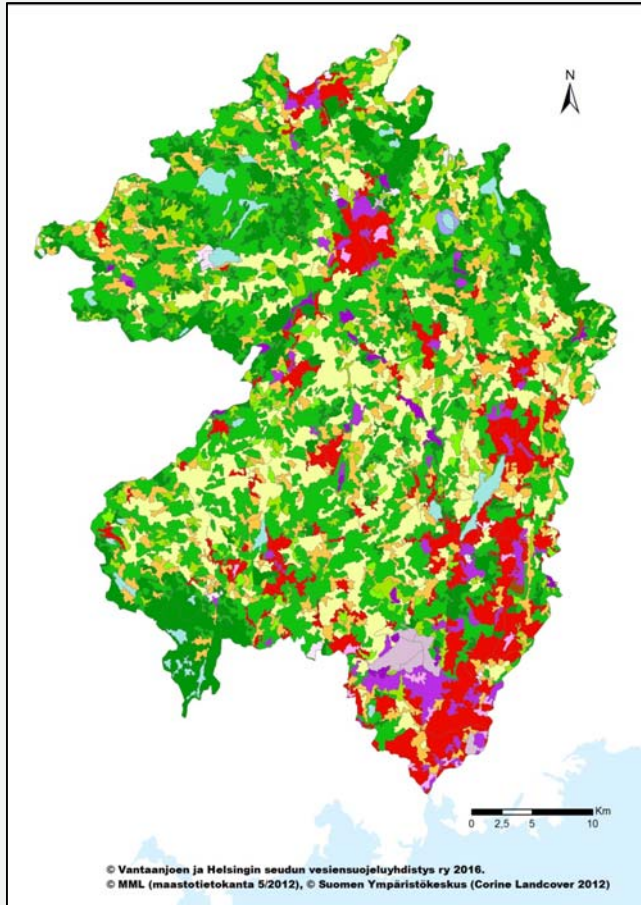 N
Km
0 2,5 5 10
© Vantaanjoen ja Helsingin seudun vesiensuojeluyhdistys ry 2016.
© MML (maastotietokanta 5/2012), © Suomen Ympäristökeskus (Corine Landcover 2012)